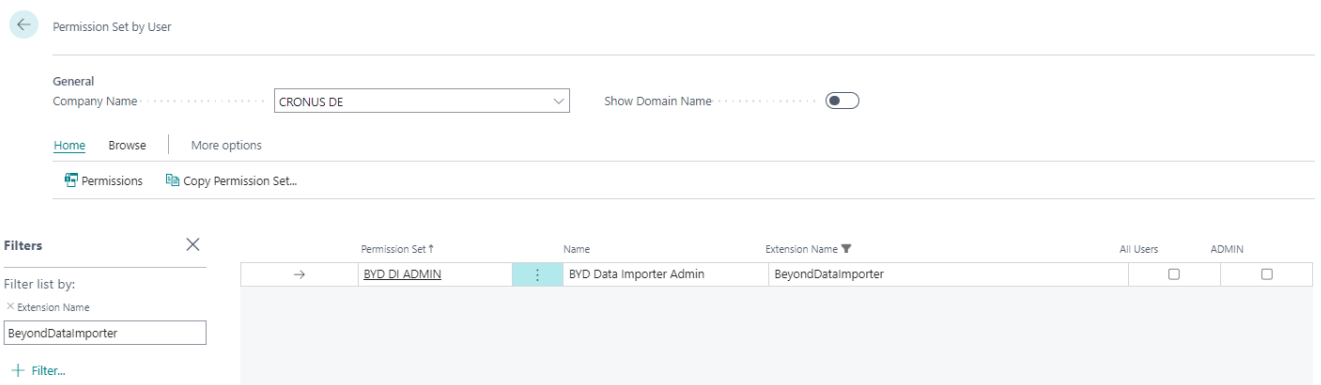 Permission Set by User
General
Company Name CRONUS DE Show Domain Name
Home Browse More options
Permissions Copy Permission Set...
Filters
Permission Set ↑ Name Extension Name All Users ADMIN
BYD DI ADMIN BYD Data Importer Admin BeyondDataImporter
Filter list by:
× Extension Name
BeyondDataImporter
+ Filter...